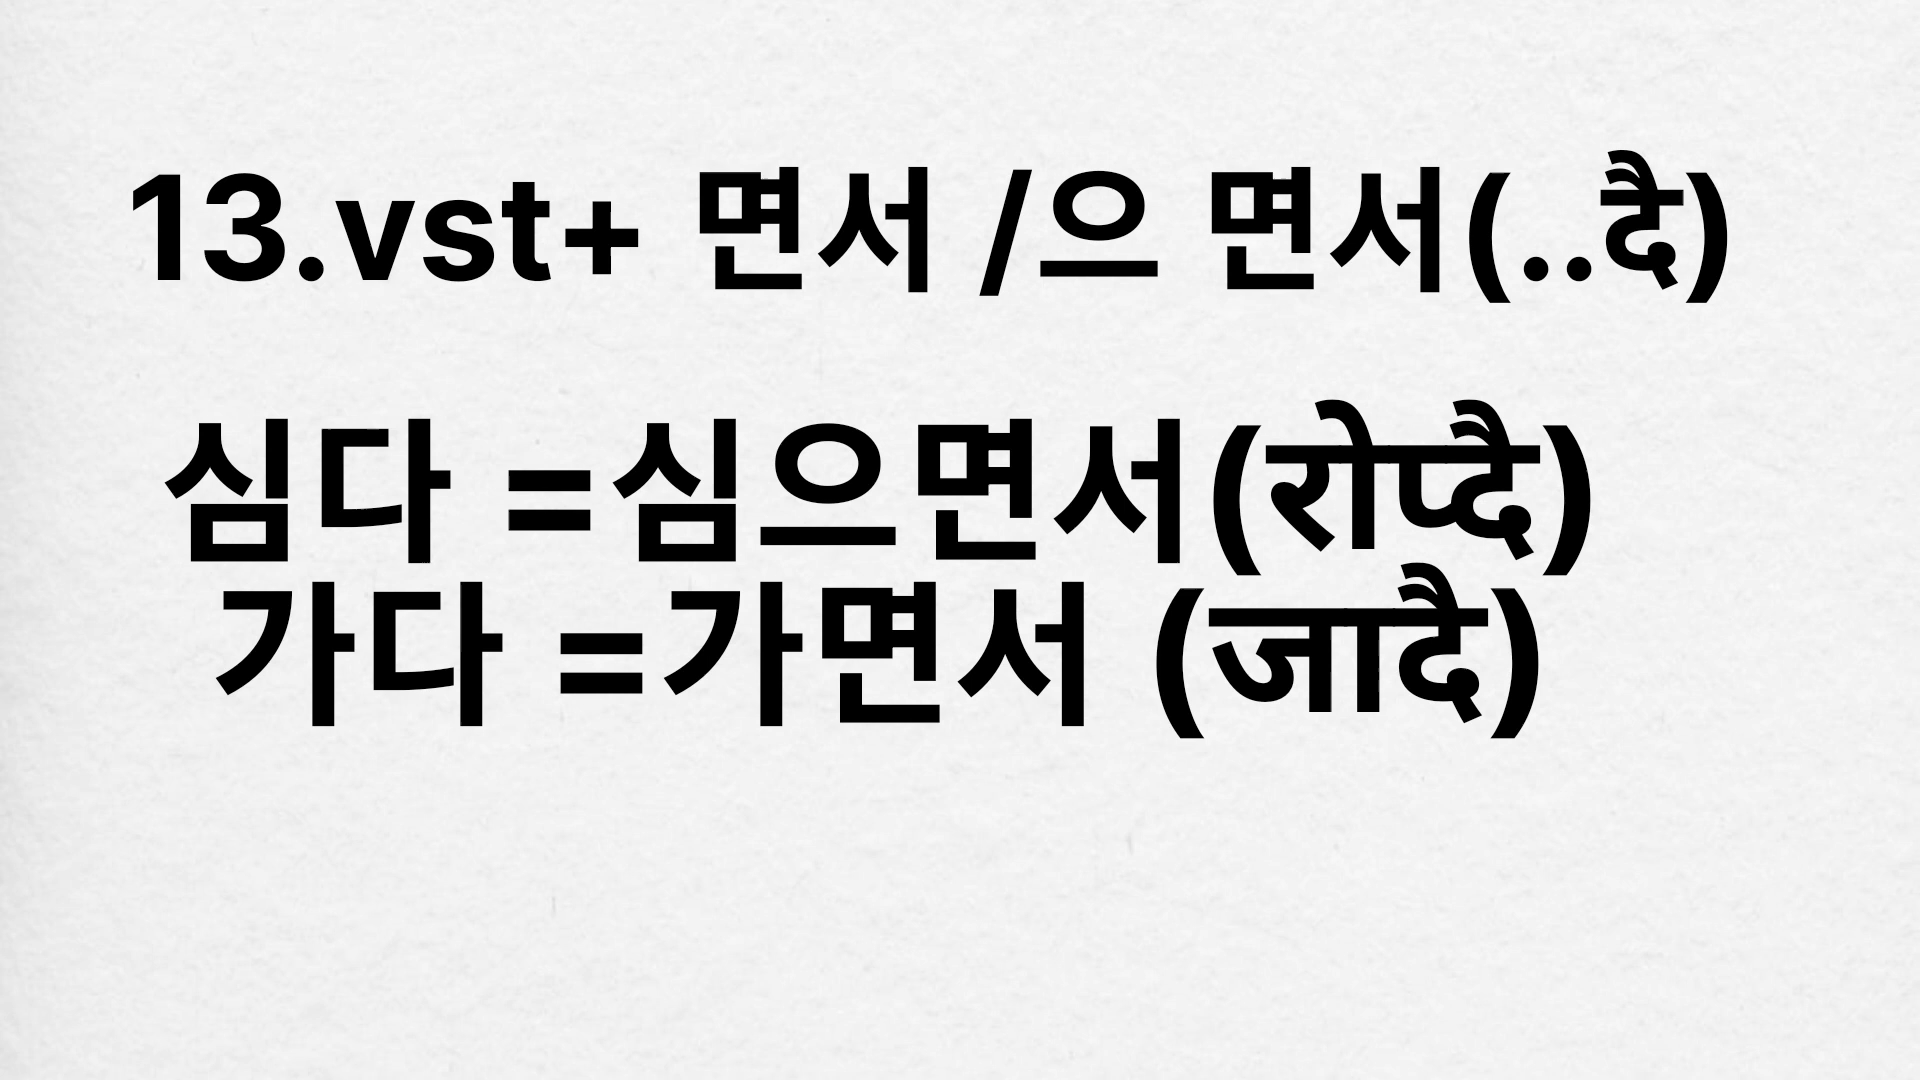 13.vst+ 면서 /으 면서(..दै)
심다 =심으면서(रोप्दै)
가다 =가면서 (जादै)